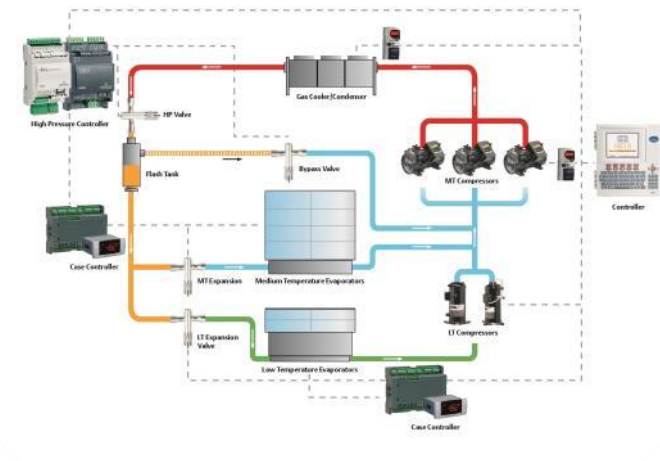 Gas Cooler/Condenser
HP Valve
High Pressure Controller
Flash Tank
Bypass Valve
MT Compressors
Controller
Case Controller
MT Expansion
Medium Temperature Evaporators
LT Compressors
LT Expansion
Valve
Low Temperature Evaporators
Case Controller